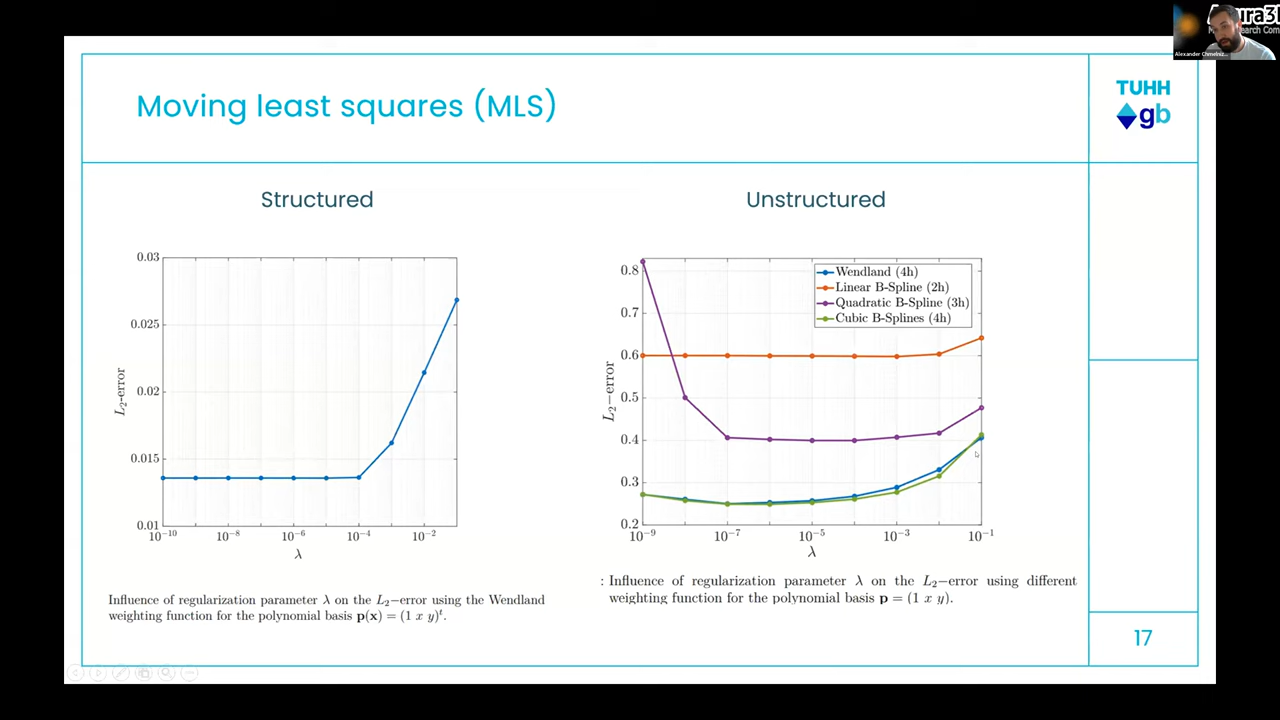 Moving least squares (MLS)
TUHH
gb
Structured
Unstructured
0.03
0.025
0.02
0.015
0.01
L₂-error
10⁻¹⁰ 10⁻⁸ 10⁻⁶ 10⁻⁴ 10⁻²
λ
Influence of regularization parameter λ on the L₂−error using the Wendland
weighting function for the polynomial basis p(x) = (1 x y)ᵗ.
0.8
0.7
0.6
0.5
0.4
0.3
0.2
L₂−error
Wendland (4h)
Linear B-Spline (2h)
Quadratic B-Spline (3h)
Cubic B-Splines (4h)
10⁻⁹ 10⁻⁷ 10⁻⁵ 10⁻³ 10⁻¹
λ
: Influence of regularization parameter λ on the L₂−error using different
weighting function for the polynomial basis p = (1 x y).
17
Alexander